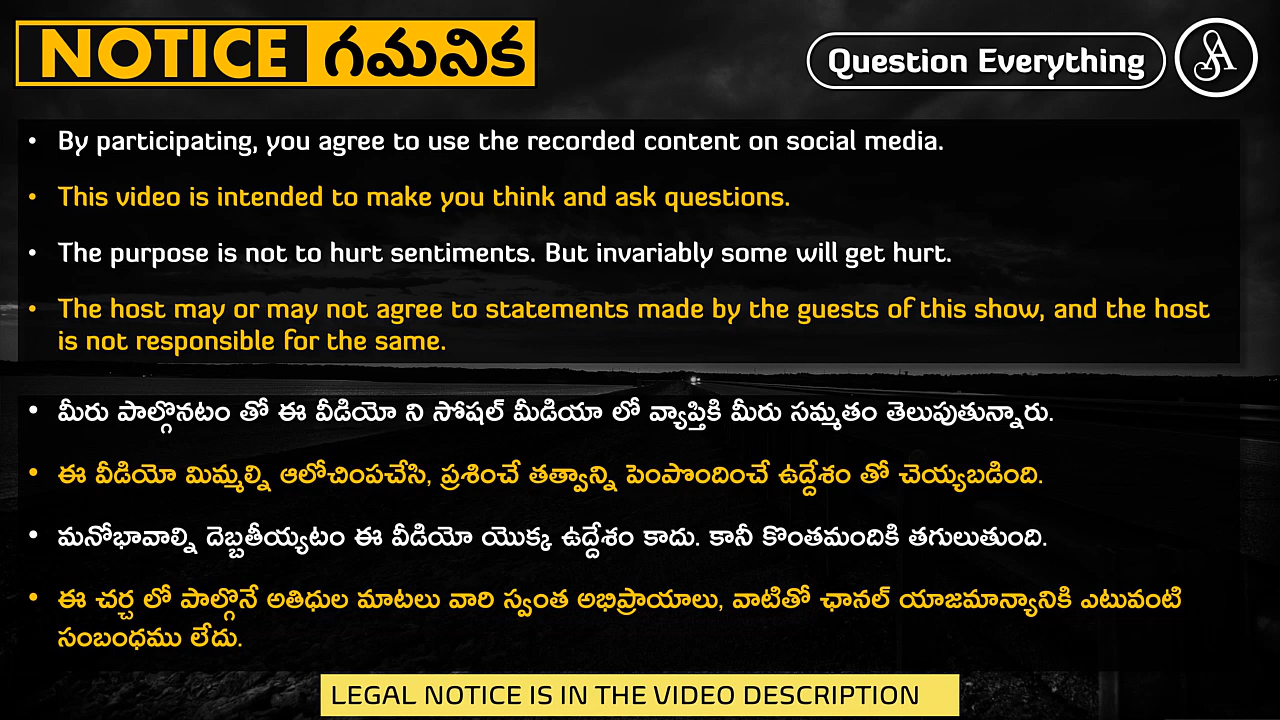 NOTICE గమనిక
Question Everything
• By participating, you agree to use the recorded content on social media.
• This video is intended to make you think and ask questions.
• The purpose is not to hurt sentiments. But invariably some will get hurt.
• The host may or may not agree to statements made by the guests of this show, and the host
is not responsible for the same.
• మీరు పాల్గొనటం తో ఈ వీడియో ని సోషల్ మీడియా లో వ్యాప్తికి మీరు సమ్మతం తెలుపుతున్నారు.
• ఈ వీడియో మిమ్మల్ని ఆలోచింపచేసి, ప్రశించే తత్వాన్ని పెంపొందించే ఉద్దేశం తో చెయ్యబడింది.
• మనోభావాల్ని దెబ్బతీయ్యటం ఈ వీడియో యొక్క ఉద్దేశం కాదు. కానీ కొంతమందికి తగులుతుంది.
• ఈ చర్చ లో పాల్గొనే అతిధుల మాటలు వారి స్వంత అభిప్రాయాలు, వాటితో ఛానల్ యాజమాన్యానికి ఎటువంటి
సంబంధము లేదు.
LEGAL NOTICE IS IN THE VIDEO DESCRIPTION